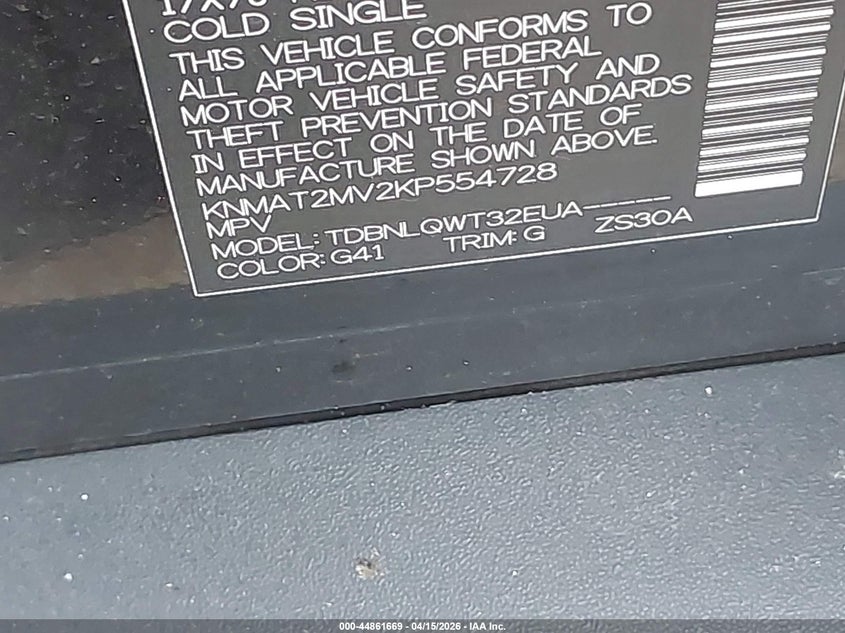 COLD SINGLE
THIS VEHICLE CONFORMS TO
ALL APPLICABLE FEDERAL
MOTOR VEHICLE SAFETY AND
THEFT PREVENTION STANDARDS
IN EFFECT ON THE DATE OF
MANUFACTURE SHOWN ABOVE.
KNMAT2MV2KP554728
MPV
MODEL: TDBNLQWT32EUA------
COLOR: G41 TRIM: G ZS30A
000-44861669 - 04/15/2026 - IAA Inc.